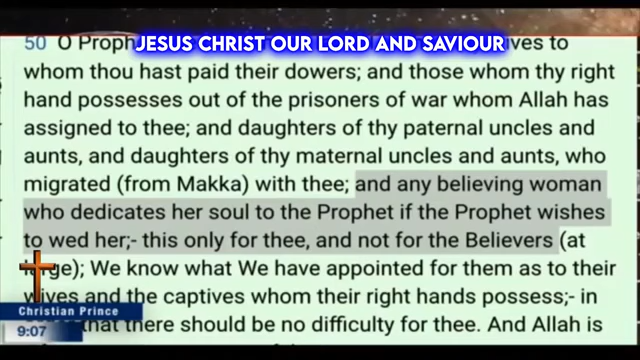 JESUS CHRIST OUR LORD AND SAVIOUR
50 O Proph ives to
whom thou hast paid their dowers; and those whom thy right
hand possesses out of the prisoners of war whom Allah has
assigned to thee; and daughters of thy paternal uncles and
aunts, and daughters of thy maternal uncles and aunts, who
migrated (from Makka) with thee; and any believing woman
who dedicates her soul to the Prophet if the Prophet wishes
to wed her;- this only for thee, and not for the Believers (at
ge); We know what We have appointed for them as to their
wives and the captives whom their right hands possess;- in
that there should be no difficulty for thee. And Allah is
Christian Prince
9:07